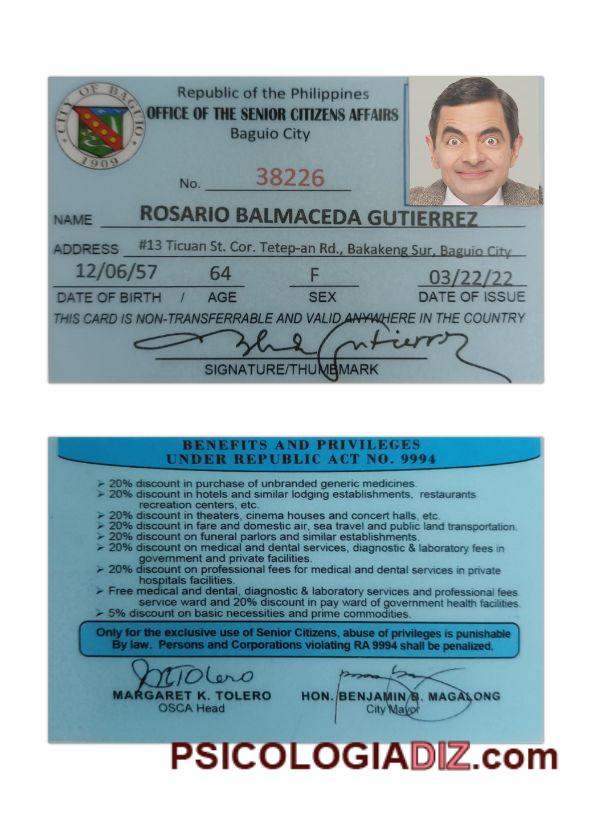 CITY OF BAGUIO
1909
Republic of the Philippines
OFFICE OF THE SENIOR CITIZENS AFFAIRS
Baguio City
No. 38226
NAME ROSARIO BALMACEDA GUTIERREZ
ADDRESS #13 Ticuan St. Cor. Tetep-an Rd., Bakakeng Sur, Baguio City
12/06/57 64 F 03/22/22
DATE OF BIRTH / AGE SEX DATE OF ISSUE
THIS CARD IS NON-TRANSFERRABLE AND VALID ANYWHERE IN THE COUNTRY
Gutierrez
SIGNATURE/THUMBMARK
BENEFITS AND PRIVILEGES
UNDER REPUBLIC ACT NO. 9994
➢ 20% discount in purchase of unbranded generic medicines.
➢ 20% discount in hotels and similar lodging establishments, restaurants
recreation centers, etc.
➢ 20% discount in theaters, cinema houses and concert halls, etc.
➢ 20% discount in fare and domestic air, sea travel and public land transportation.
➢ 20% discount on funeral parlors and similar establishments.
➢ 20% discount on medical and dental services, diagnostic & laboratory fees in
government and private facilities.
➢ 20% discount on professional fees for medical and dental services in private
hospitals facilities.
➢ Free medical and dental, diagnostic & laboratory services and professional fees
service ward and 20% discount in pay ward of government health facilities.
➢ 5% discount on basic necessities and prime commodities.
Only for the exclusive use of Senior Citizens, abuse of privileges is punishable
By law. Persons and Corporations violating RA 9994 shall be penalized.
MKTolero
MARGARET K. TOLERO HON. BENJAMIN B. MAGALONG
OSCA Head City Mayor
PSICOLOGIADIZ.com